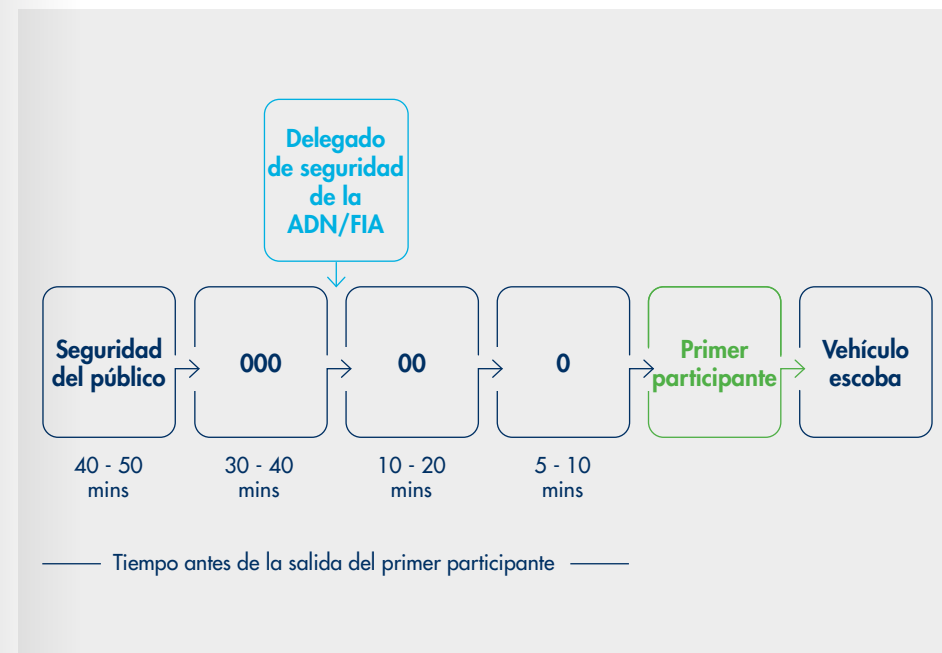 Delegado
de seguridad
de la
ADN/FIA
Seguridad
del público
000
00
0
Primer
participante
Vehículo
escoba
40 - 50
mins
30 - 40
mins
10 - 20
mins
5 - 10
mins
Tiempo antes de la salida del primer participante